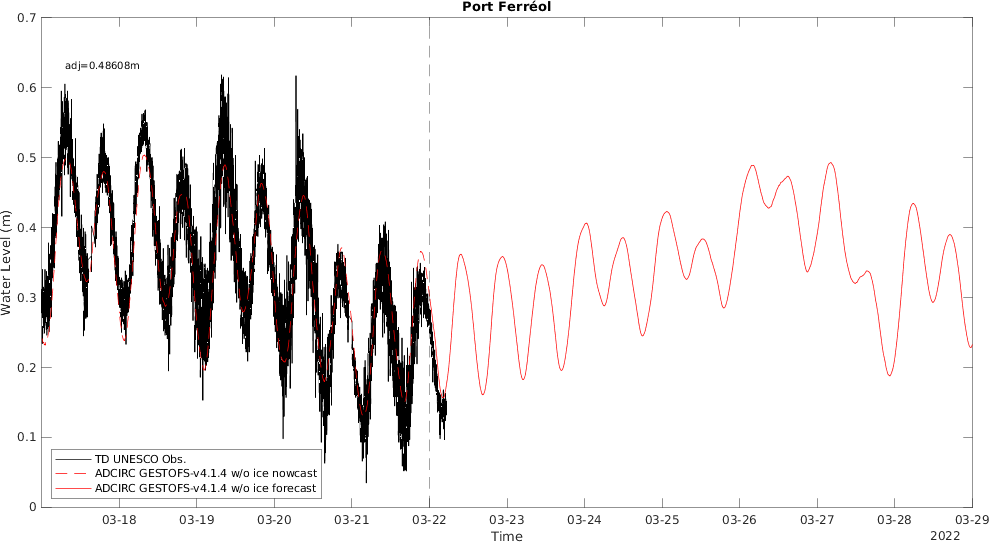 Port Ferréol
0.7
adj=0.48608m
0.6
0.5
0.4
0.3
0.2
0.1
0
Water Level (m)
TD UNESCO Obs.
ADCIRC GESTOFS-v4.1.4 w/o ice nowcast
ADCIRC GESTOFS-v4.1.4 w/o ice forecast
03-18 03-19 03-20 03-21 03-22 03-23 03-24 03-25 03-26 03-27 03-28 03-29
Time
2022